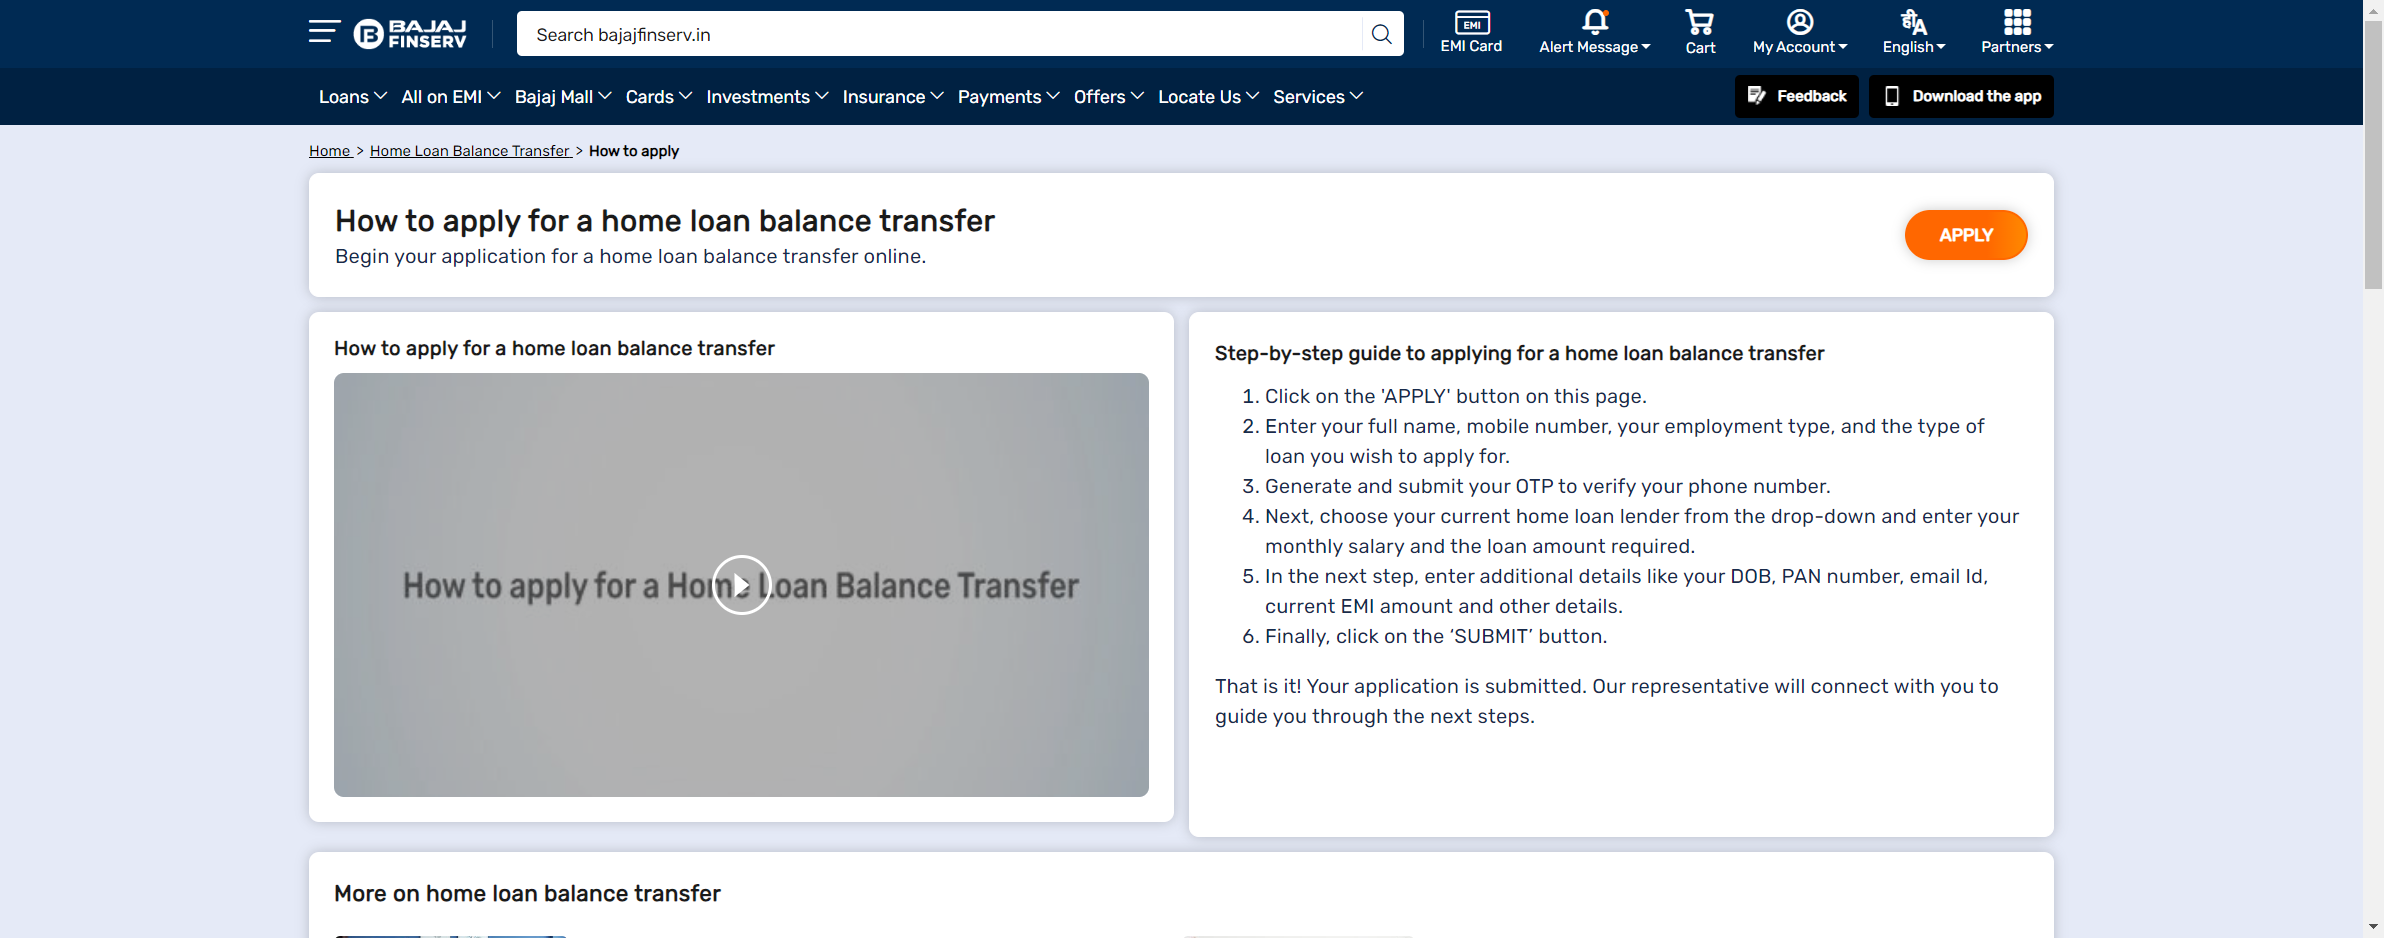 BAJAJ
FINSERV
Search bajajfinserv.in
EMI
EMI Card
Alert Message
Cart
My Account
हीA
English
Partners
Loans All on EMI Bajaj Mall Cards Investments Insurance Payments Offers Locate Us Services
Feedback
Download the app
Home > Home Loan Balance Transfer > How to apply
How to apply for a home loan balance transfer
Begin your application for a home loan balance transfer online.
APPLY
How to apply for a home loan balance transfer
How to apply for a Home Loan Balance Transfer
Step-by-step guide to applying for a home loan balance transfer
1. Click on the 'APPLY' button on this page.
2. Enter your full name, mobile number, your employment type, and the type of
loan you wish to apply for.
3. Generate and submit your OTP to verify your phone number.
4. Next, choose your current home loan lender from the drop-down and enter your
monthly salary and the loan amount required.
5. In the next step, enter additional details like your DOB, PAN number, email Id,
current EMI amount and other details.
6. Finally, click on the ‘SUBMIT’ button.
That is it! Your application is submitted. Our representative will connect with you to
guide you through the next steps.
More on home loan balance transfer